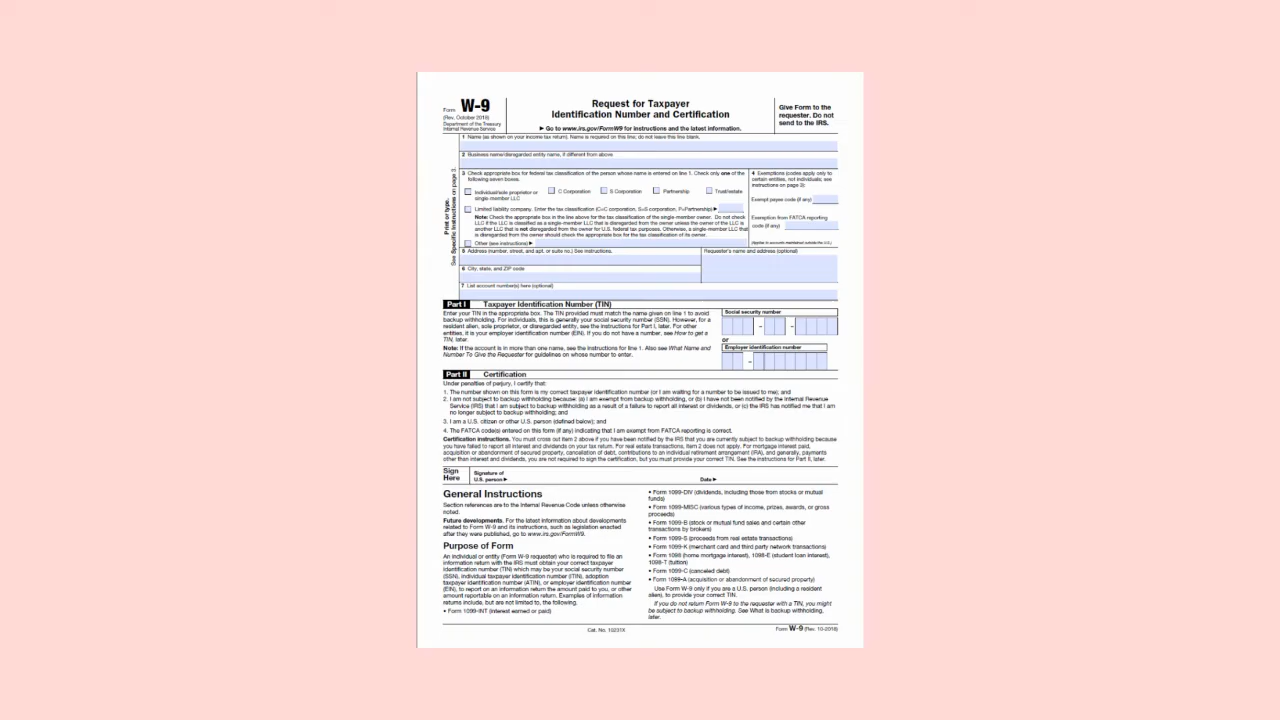 Form W-9
(Rev. October 2018)
Department of the Treasury
Internal Revenue Service
Request for Taxpayer
Identification Number and Certification
▶ Go to www.irs.gov/FormW9 for instructions and the latest information.
Give Form to the
requester. Do not
send to the IRS.
Print or type.
See Specific Instructions on page 3.
1 Name (as shown on your income tax return). Name is required on this line; do not leave this line blank.
2 Business name/disregarded entity name, if different from above
3 Check appropriate box for federal tax classification of the person whose name is entered on line 1. Check only one of the
following seven boxes.
Individual/sole proprietor or
single-member LLC
C Corporation
S Corporation
Partnership
Trust/estate
Limited liability company. Enter the tax classification (C=C corporation, S=S corporation, P=Partnership) ▶
Note: Check the appropriate box in the line above for the tax classification of the single-member owner. Do not check
LLC if the LLC is classified as a single-member LLC that is disregarded from the owner unless the owner of the LLC is
another LLC that is not disregarded from the owner for U.S. federal tax purposes. Otherwise, a single-member LLC that
is disregarded from the owner should check the appropriate box for the tax classification of its owner.
Other (see instructions) ▶
4 Exemptions (codes apply only to
certain entities, not individuals; see
instructions on page 3):
Exempt payee code (if any)
Exemption from FATCA reporting
code (if any)
(Applies to accounts maintained outside the U.S.)
5 Address (number, street, and apt. or suite no.) See instructions.
Requester's name and address (optional)
6 City, state, and ZIP code
7 List account number(s) here (optional)
Part I Taxpayer Identification Number (TIN)
Enter your TIN in the appropriate box. The TIN provided must match the name given on line 1 to avoid
backup withholding. For individuals, this is generally your social security number (SSN). However, for a
resident alien, sole proprietor, or disregarded entity, see the instructions for Part I, later. For other
entities, it is your employer identification number (EIN). If you do not have a number, see How to get a
TIN, later.
Note: If the account is in more than one name, see the instructions for line 1. Also see What Name and
Number To Give the Requester for guidelines on whose number to enter.
Social security number
– –
or
Employer identification number
–
Part II Certification
Under penalties of perjury, I certify that:
1. The number shown on this form is my correct taxpayer identification number (or I am waiting for a number to be issued to me); and
2. I am not subject to backup withholding because: (a) I am exempt from backup withholding, or (b) I have not been notified by the Internal Revenue
Service (IRS) that I am subject to backup withholding as a result of a failure to report all interest or dividends, or (c) the IRS has notified me that I am
no longer subject to backup withholding; and
3. I am a U.S. citizen or other U.S. person (defined below); and
4. The FATCA code(s) entered on this form (if any) indicating that I am exempt from FATCA reporting is correct.
Certification instructions. You must cross out item 2 above if you have been notified by the IRS that you are currently subject to backup withholding because
you have failed to report all interest and dividends on your tax return. For real estate transactions, item 2 does not apply. For mortgage interest paid,
acquisition or abandonment of secured property, cancellation of debt, contributions to an individual retirement arrangement (IRA), and generally, payments
other than interest and dividends, you are not required to sign the certification, but you must provide your correct TIN. See the instructions for Part II, later.
Sign
Here
Signature of
U.S. person ▶
Date ▶
General Instructions
Section references are to the Internal Revenue Code unless otherwise
noted.
Future developments. For the latest information about developments
related to Form W-9 and its instructions, such as legislation enacted
after they were published, go to www.irs.gov/FormW9.
Purpose of Form
An individual or entity (Form W-9 requester) who is required to file an
information return with the IRS must obtain your correct taxpayer
identification number (TIN) which may be your social security number
(SSN), individual taxpayer identification number (ITIN), adoption
taxpayer identification number (ATIN), or employer identification number
(EIN), to report on an information return the amount paid to you, or other
amount reportable on an information return. Examples of information
returns include, but are not limited to, the following.
• Form 1099-INT (interest earned or paid)
• Form 1099-DIV (dividends, including those from stocks or mutual
funds)
• Form 1099-MISC (various types of income, prizes, awards, or gross
proceeds)
• Form 1099-B (stock or mutual fund sales and certain other
transactions by brokers)
• Form 1099-S (proceeds from real estate transactions)
• Form 1099-K (merchant card and third party network transactions)
• Form 1098 (home mortgage interest), 1098-E (student loan interest),
1098-T (tuition)
• Form 1099-C (canceled debt)
• Form 1099-A (acquisition or abandonment of secured property)
Use Form W-9 only if you are a U.S. person (including a resident
alien), to provide your correct TIN.
If you do not return Form W-9 to the requester with a TIN, you might
be subject to backup withholding. See What is backup withholding,
later.
Cat. No. 10231X
Form W-9 (Rev. 10-2018)